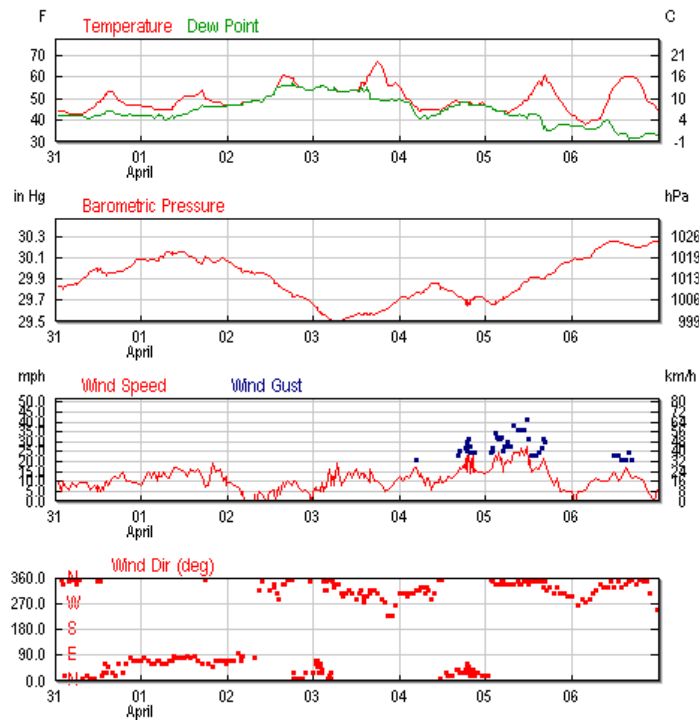 F C
Temperature Dew Point
70 21
60 16
50 10
40 4
30 -1
31 01 02 03 04 05 06
April
in Hg hPa
Barometric Pressure
30.3 1026
30.1 1019
29.9 1013
29.7 1006
29.5 999
31 01 02 03 04 05 06
April
mph km/h
Wind Speed Wind Gust
50.0 80
45.0 72
40.0 64
35.0 56
30.0 48
25.0 40
20.0 32
15.0 24
10.0 16
5.0 8
0.0 0
31 01 02 03 04 05 06
April
Wind Dir (deg)
360.0 N
270.0 W
180.0 S
90.0 E
0.0 N
31 01 02 03 04 05 06
April